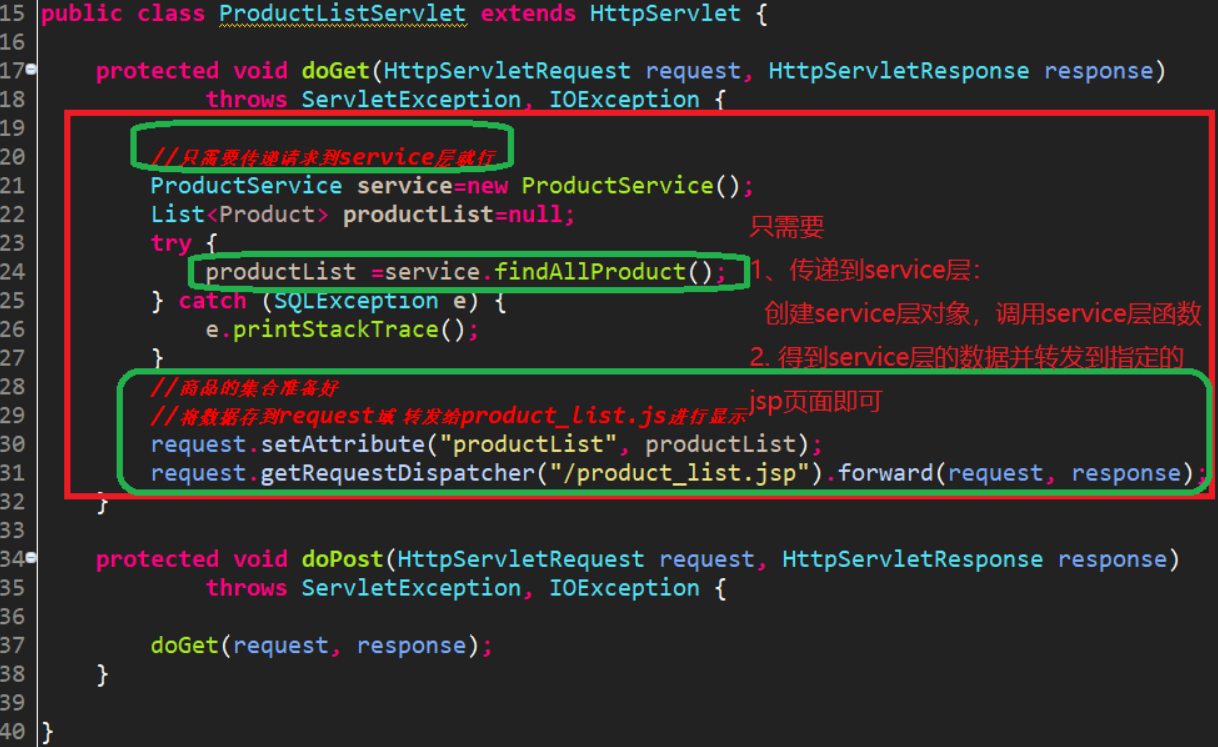 15 public class ProductListServlet extends HttpServlet {
16
17 protected void doGet(HttpServletRequest request, HttpServletResponse response)
18 throws ServletException, IOException {
19
20 //只需要传递请求到service层就行
21 ProductService service=new ProductService();
22 List<Product> productList=null;
只需要
23 try {
24 productList =service.findAllProduct();
1、传递到service层：
25 } catch (SQLException e) {
创建service层对象，调用service层函数
26 e.printStackTrace();
27 }
2. 得到service层的数据并转发到指定的
28 //商品的集合准备好
jsp页面即可
29 //将数据存到request域 转发给product_list.js进行显示
30 request.setAttribute("productList", productList);
31 request.getRequestDispatcher("/product_list.jsp").forward(request, response);
32 }
33
34 protected void doPost(HttpServletRequest request, HttpServletResponse response)
35 throws ServletException, IOException {
36
37 doGet(request, response);
38 }
39
40 }